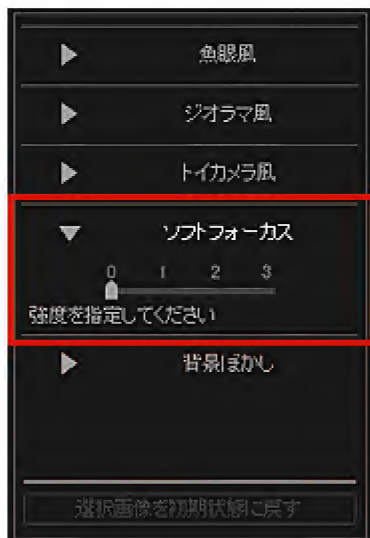 魚眼風
ジオラマ風
トイカメラ風
ソフトフォーカス
0 1 2 3
強度を指定してください
背景ぼかし
選択画像を初期状態に戻す